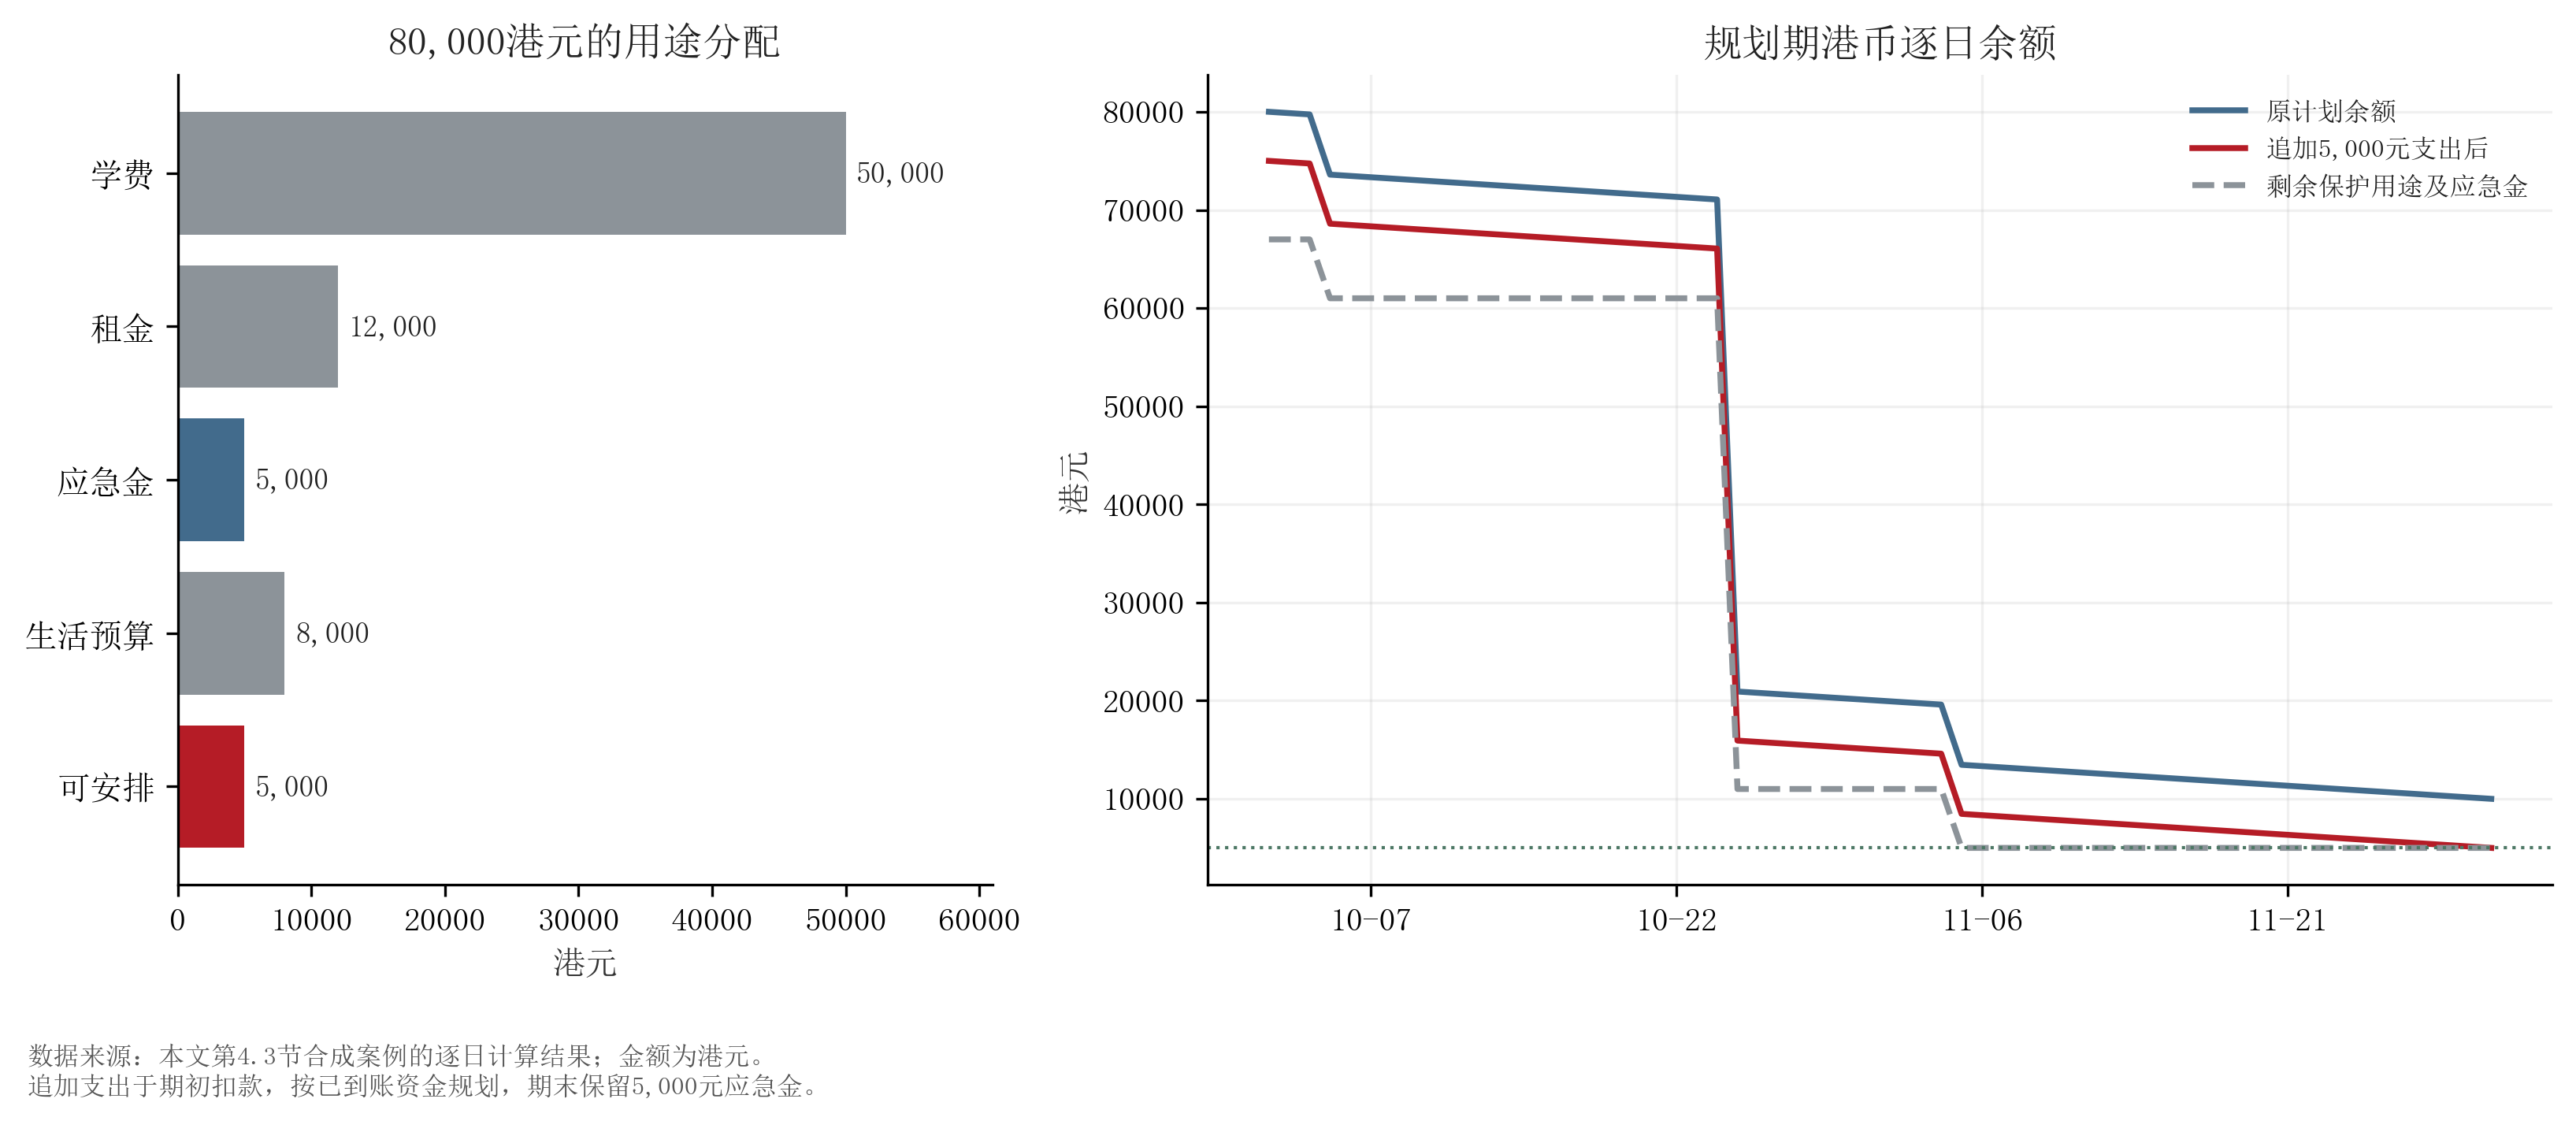 80,000港元的用途分配
学费
50,000
租金
12,000
应急金
5,000
生活预算
8,000
可安排
5,000
0 10000 20000 30000 40000 50000 60000
港元
规划期港币逐日余额
原计划余额
追加5,000元支出后
剩余保护用途及应急金
港元
80000
70000
60000
50000
40000
30000
20000
10000
10-07 10-22 11-06 11-21
数据来源：本文第4.3节合成案例的逐日计算结果；金额为港元。
追加支出于期初扣款，按已到账资金规划，期末保留5,000元应急金。